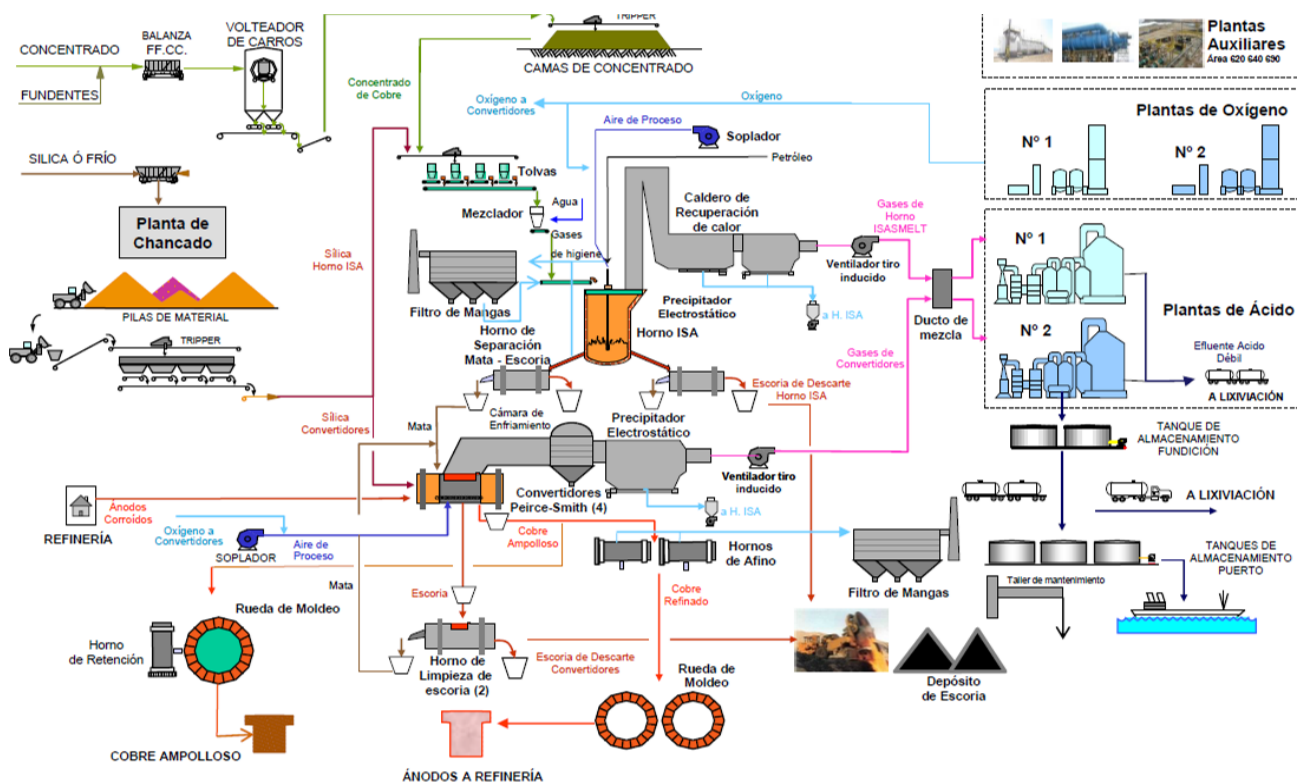 CONCENTRADO
FUNDENTES
BALANZA
FF.CC.
VOLTEADOR
DE CARROS
TRIPPER
CAMAS DE CONCENTRADO
Plantas
Auxiliares
Área 620 640 690
Concentrado
de Cobre
Oxígeno a
Convertidores
Oxígeno
Aire de Proceso
Soplador
Petróleo
Plantas de Oxígeno
Nº 1
Nº 2
SILICA Ó FRÍO
Planta de
Chancado
Tolvas
Mezclador
Agua
Gases
de higiene
Caldero de
Recuperación
de calor
Gases de
Horno
ISASMELT
Ventilador tiro
inducido
Nº 1
Sílica
Horno ISA
PILAS DE MATERIAL
TRIPPER
Filtro de Mangas
Horno de
Separación
Mata - Escoria
Horno ISA
Precipitador
Electrostático
a H. ISA
Ducto de
mezcla
Plantas de Ácido
Nº 2
Gases de
Convertidores
Efluente Acido
Débil
A LIXIVIACIÓN
Escoria de Descarte
Horno ISA
Sílica
Convertidores
Mata
Cámara de
Enfriamiento
Precipitador
Electrostático
TANQUE DE
ALMACENAMIENTO
FUNDICIÓN
Ventilador tiro
inducido
Convertidores
Peirce-Smith (4)
a H. ISA
A LIXIVIACIÓN
Ánodos
Corroídos
REFINERÍA
Oxígeno a
Convertidores
SOPLADOR
Aire de
Proceso
Cobre
Ampolloso
Hornos
de Afino
Filtro de Mangas
TANQUES DE
ALMACENAMIENTO
PUERTO
Taller de mantenimiento
Mata
Escoria
Cobre
Refinado
Rueda de Moldeo
Horno
de Retención
Horno de
Limpieza de
escoria (2)
Escoria de Descarte
Convertidores
Rueda de
Moldeo
Depósito
de Escoria
COBRE AMPOLLOSO
ÁNODOS A REFINERÍA